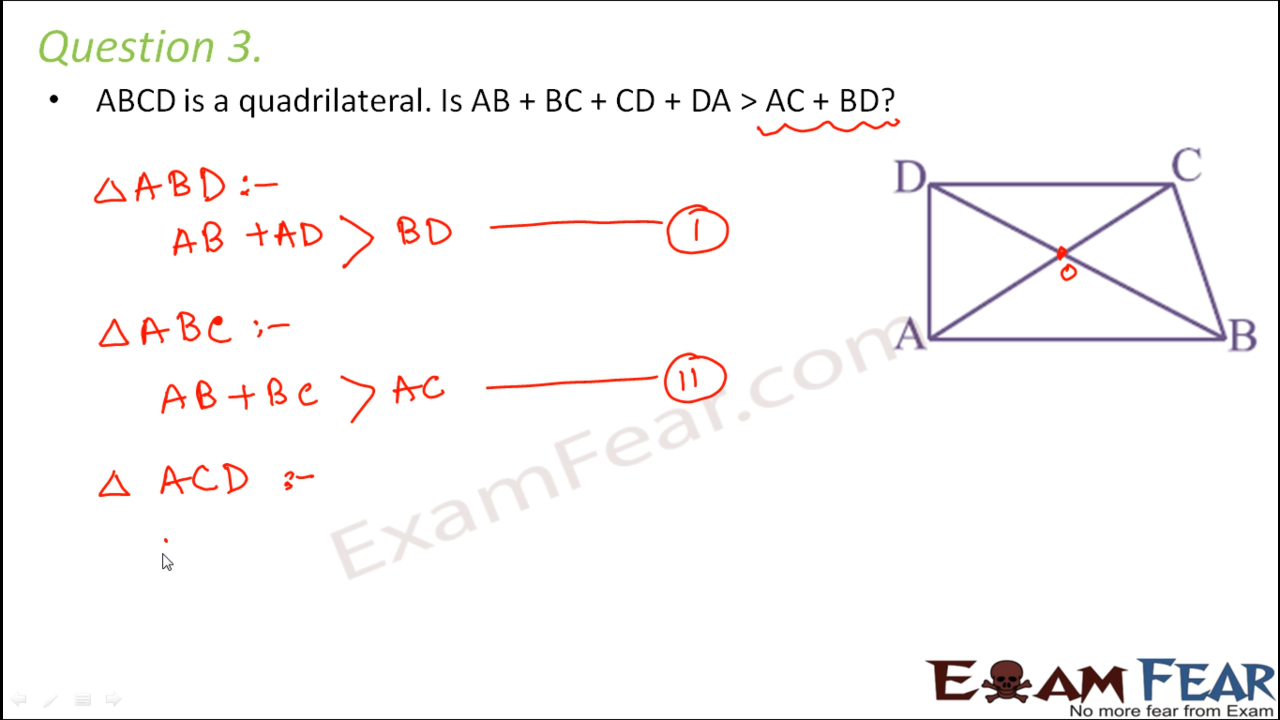 Question 3.
• ABCD is a quadrilateral. Is AB + BC + CD + DA > AC + BD?
△ ABD :-
AB + AD > BD ——— I
△ ABC :-
AB + BC > AC ——— II
△ ACD :-
D
C
O
A
B
ExamFear.com
EXAM FEAR
No more fear from Exam